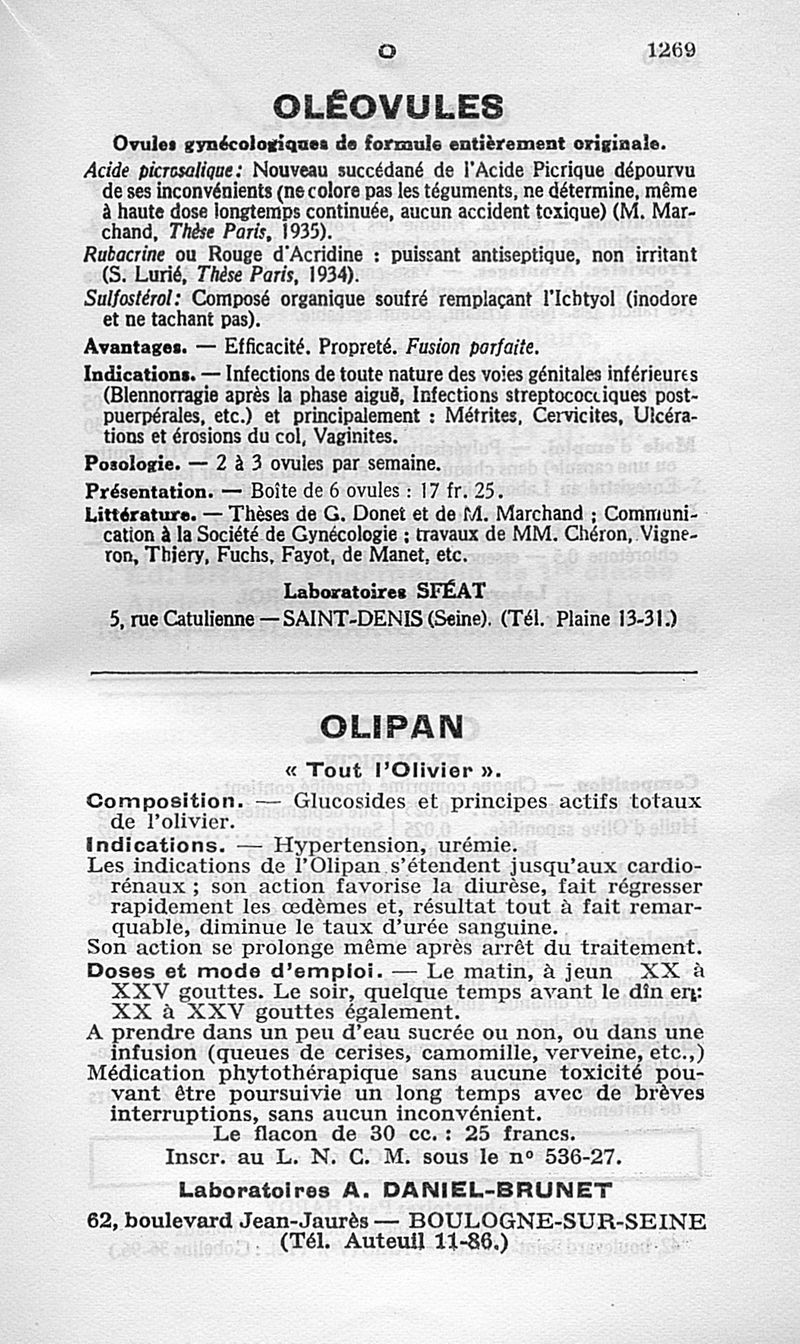 O 1269
OLÉOVULES
Ovules gynécologiques de formule entièrement originale.
Acide picrosalique : Nouveau succédané de l'Acide Picrique dépourvu
de ses inconvénients (ne colore pas les téguments, ne détermine, même
à haute dose longtemps continuée, aucun accident toxique) (M. Mar-
chand, Thèse Paris, 1935).
Rubacrine ou Rouge d'Acridine : puissant antiseptique, non irritant
(S. Lurié, Thèse Paris, 1934).
Sulfostérol : Composé organique soufré remplaçant l'Ichtyol (inodore
et ne tachant pas).
Avantages. — Efficacité. Propreté. Fusion parfaite.
Indications. — Infections de toute nature des voies génitales inférieures
(Blennorragie après la phase aiguë, Infections streptococciques post-
puerpérales, etc.) et principalement : Métrites, Cervicites, Ulcéra-
tions et érosions du col, Vaginites.
Posologie. — 2 à 3 ovules par semaine.
Présentation. — Boîte de 6 ovules : 17 fr. 25.
Littérature. — Thèses de G. Donet et de M. Marchand ; Communi-
cation à la Société de Gynécologie ; travaux de MM. Chéron, Vigne-
ron, Thiery, Fuchs, Fayot, de Manet, etc.
Laboratoires SFÉAT
5, rue Catulienne — SAINT-DENIS (Seine). (Tél. Plaine 13-31.)
OLIPAN
« Tout l'Olivier ».
Composition. — Glucosides et principes actifs totaux
de l'olivier.
Indications. — Hypertension, urémie.
Les indications de l'Olipan s'étendent jusqu'aux cardio-
rénaux ; son action favorise la diurèse, fait régresser
rapidement les œdèmes et, résultat tout à fait remar-
quable, diminue le taux d'urée sanguine.
Son action se prolonge même après arrêt du traitement.
Doses et mode d'emploi. — Le matin, à jeun XX à
XXV gouttes. Le soir, quelque temps avant le dîn er:
XX à XXV gouttes également.
A prendre dans un peu d'eau sucrée ou non, ou dans une
infusion (queues de cerises, camomille, verveine, etc.,)
Médication phytothérapique sans aucune toxicité pou-
vant être poursuivie un long temps avec de brèves
interruptions, sans aucun inconvénient.
Le flacon de 30 cc. : 25 francs.
Inscr. au L. N. C. M. sous le nº 536-27.
Laboratoires A. DANIEL-BRUNET
62, boulevard Jean-Jaurès — BOULOGNE-SUR-SEINE
(Tél. Auteuil 11-86.)